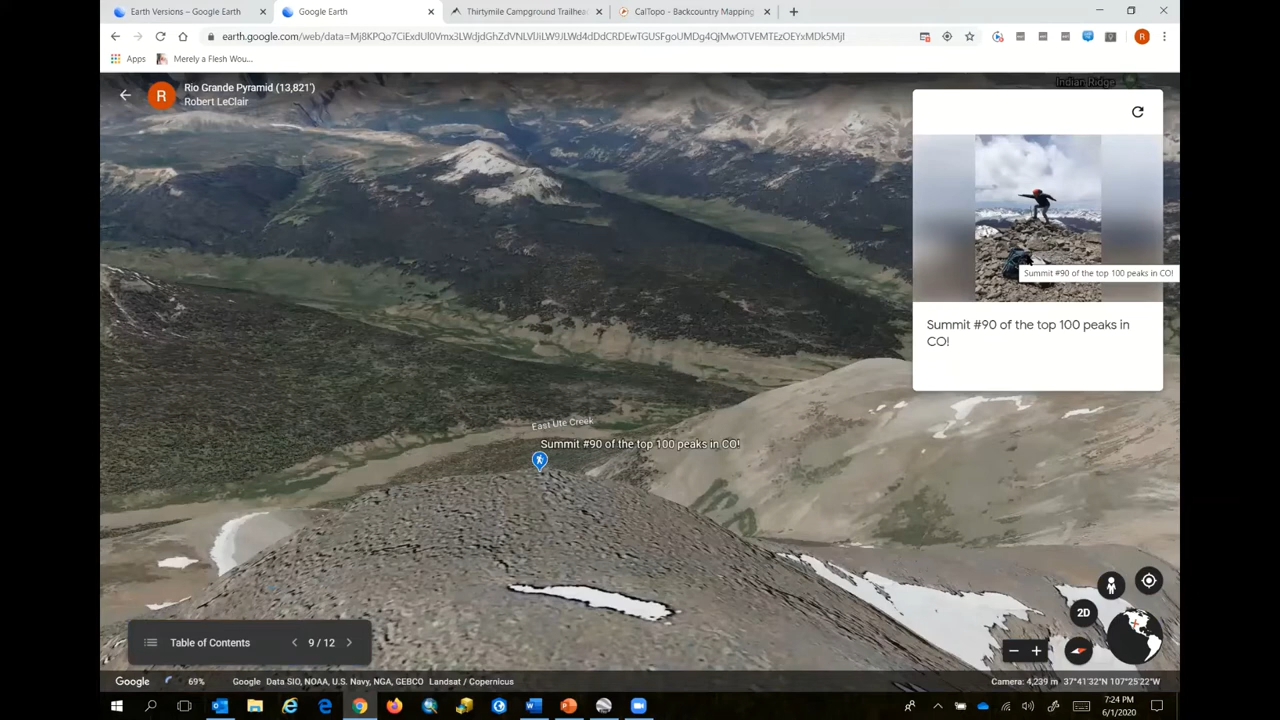 Earth Versions – Google Earth
Google Earth
Thirtymile Campground Trailhea
CalTopo - Backcountry Mapping
earth.google.com/web/data=Mj8KPQo7CiExdUl0Vmx3LWdjdGhZdVNLVlJiLW9JLWd4dDdCRDEwTGUSFgoUMDg4QjMwOTVEMTEzOEYxMDk5MjI
R
Apps
Merely a Flesh Wou...
R
Rio Grande Pyramid (13,821')
Robert LeClair
Indian Ridge
Summit #90 of the top 100 peaks in CO!
Summit #90 of the top 100 peaks in
CO!
East Ute Creek
Summit #90 of the top 100 peaks in CO!
2D
Table of Contents
9 / 12
Google
69%
Google
Data SIO, NOAA, U.S. Navy, NGA, GEBCO
Landsat / Copernicus
Camera: 4,239 m
37°41'32"N 107°25'22"W
7:24 PM
6/1/2020